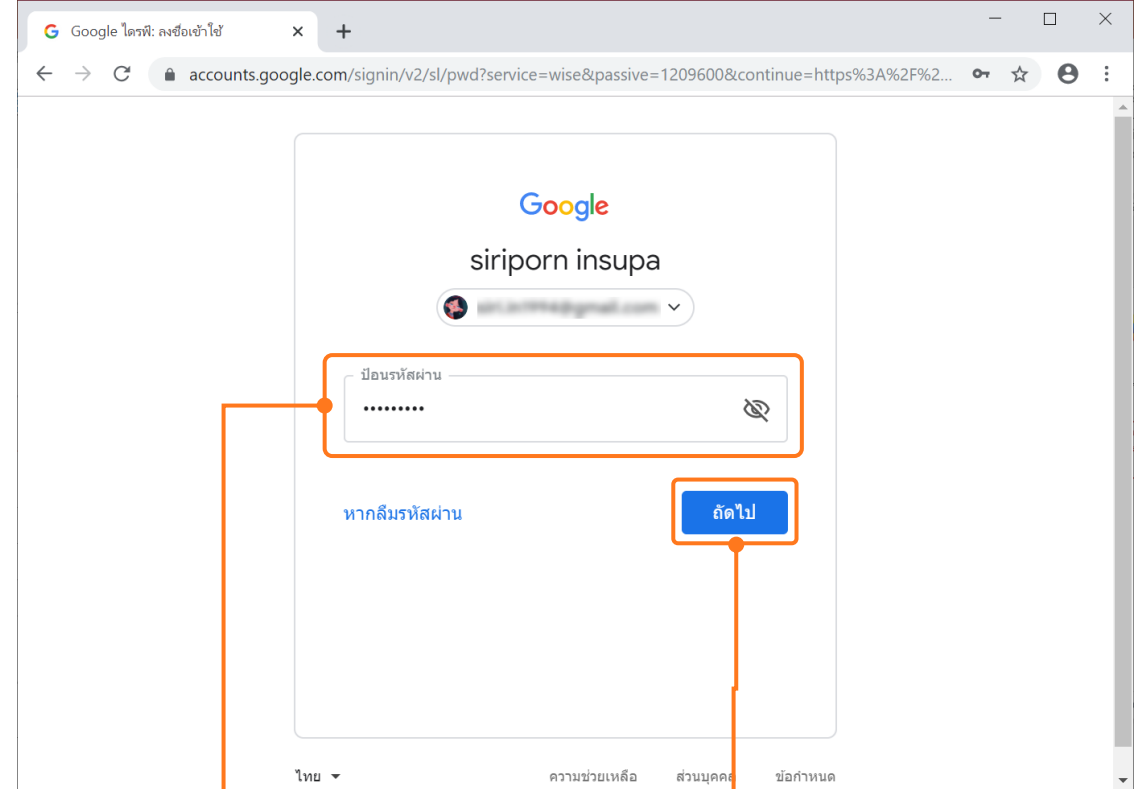 Google ไดรฟ์: ลงชื่อเข้าใช้
accounts.google.com/signin/v2/sl/pwd?service=wise&passive=1209600&continue=https%3A%2F%2...
Google
siriporn insupa
ป้อนรหัสผ่าน
•••••••••
หากลืมรหัสผ่าน
ถัดไป
ไทย
ความช่วยเหลือ ส่วนบุคคล ข้อกำหนด